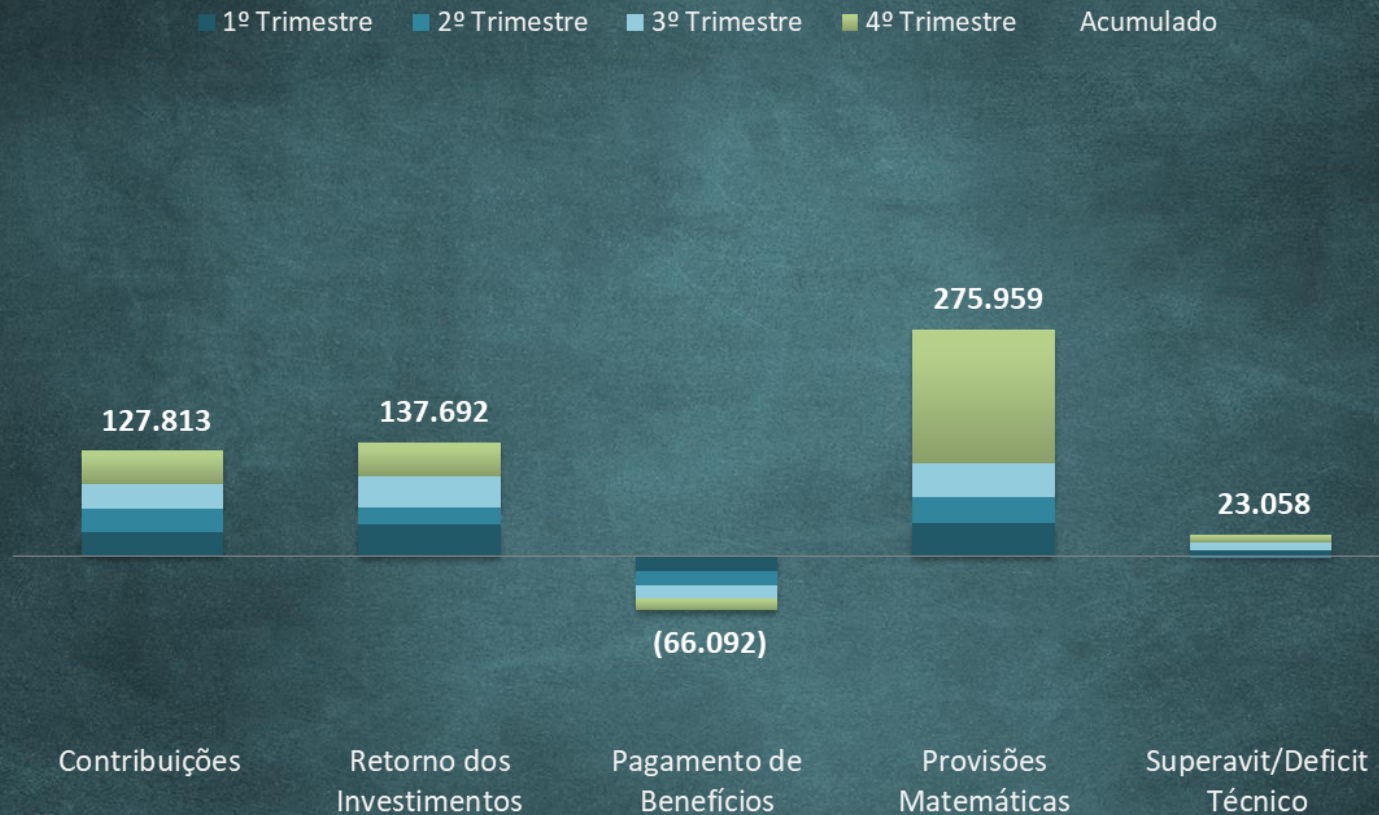 1º Trimestre 2º Trimestre 3º Trimestre 4º Trimestre Acumulado
275.959
137.692
127.813
23.058
(66.092)
Contribuições Retorno dos Pagamento de Provisões Superavit/Deficit
Investimentos Benefícios Matemáticas Técnico